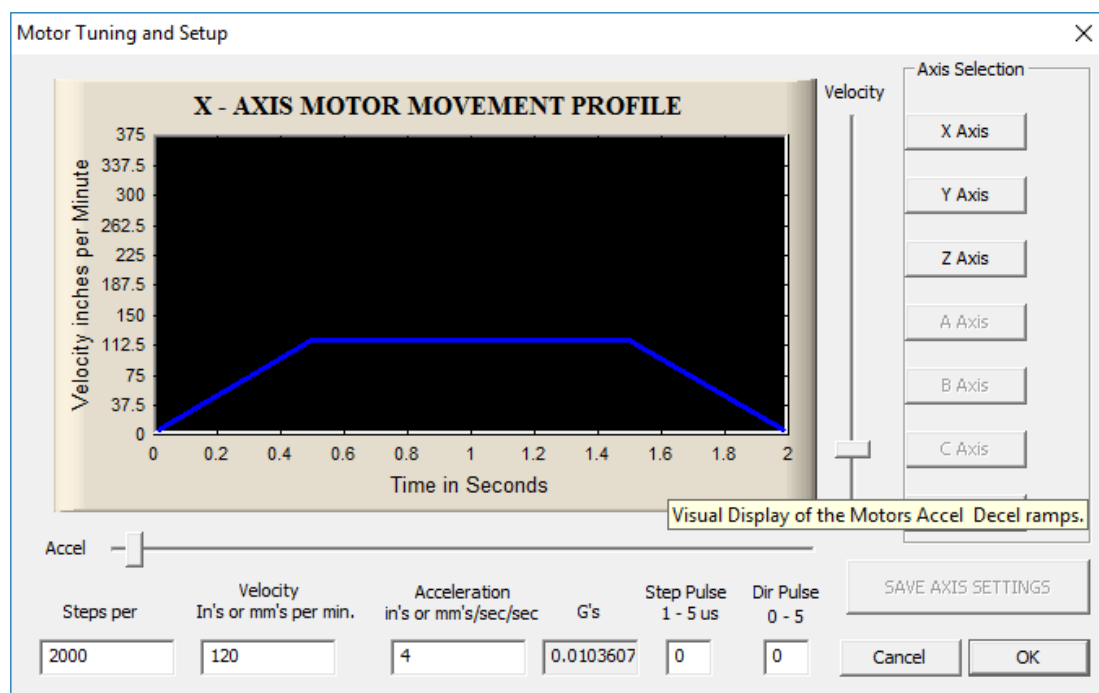 Motor Tuning and Setup
X - AXIS MOTOR MOVEMENT PROFILE
Velocity inches per Minute
375
337.5
300
262.5
225
187.5
150
112.5
75
37.5
0
0 0.2 0.4 0.6 0.8 1 1.2 1.4 1.6 1.8 2
Time in Seconds
Velocity
Axis Selection
X Axis
Y Axis
Z Axis
A Axis
B Axis
C Axis
Visual Display of the Motors Accel Decel ramps.
Accel
SAVE AXIS SETTINGS
Steps per
Velocity
In's or mm's per min.
Acceleration
in's or mm's/sec/sec
G's
Step Pulse
1 - 5 us
Dir Pulse
0 - 5
2000
120
4
0.0103607
0
0
Cancel
OK